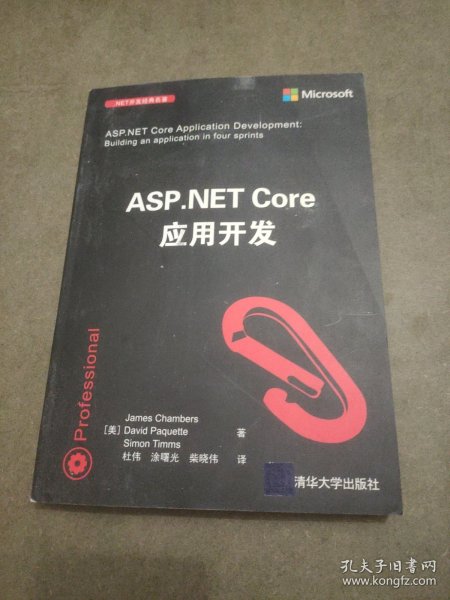 .NET开发经典名著
Microsoft
ASP.NET Core Application Development:
Building an application in four sprints
ASP.NET Core
应用开发
Professional
James Chambers
[美] David Paquette 著
Simon Timms
杜伟 涂曙光 柴晓伟 译
清华大学出版社
孔夫子旧书网
www.kongfz.com